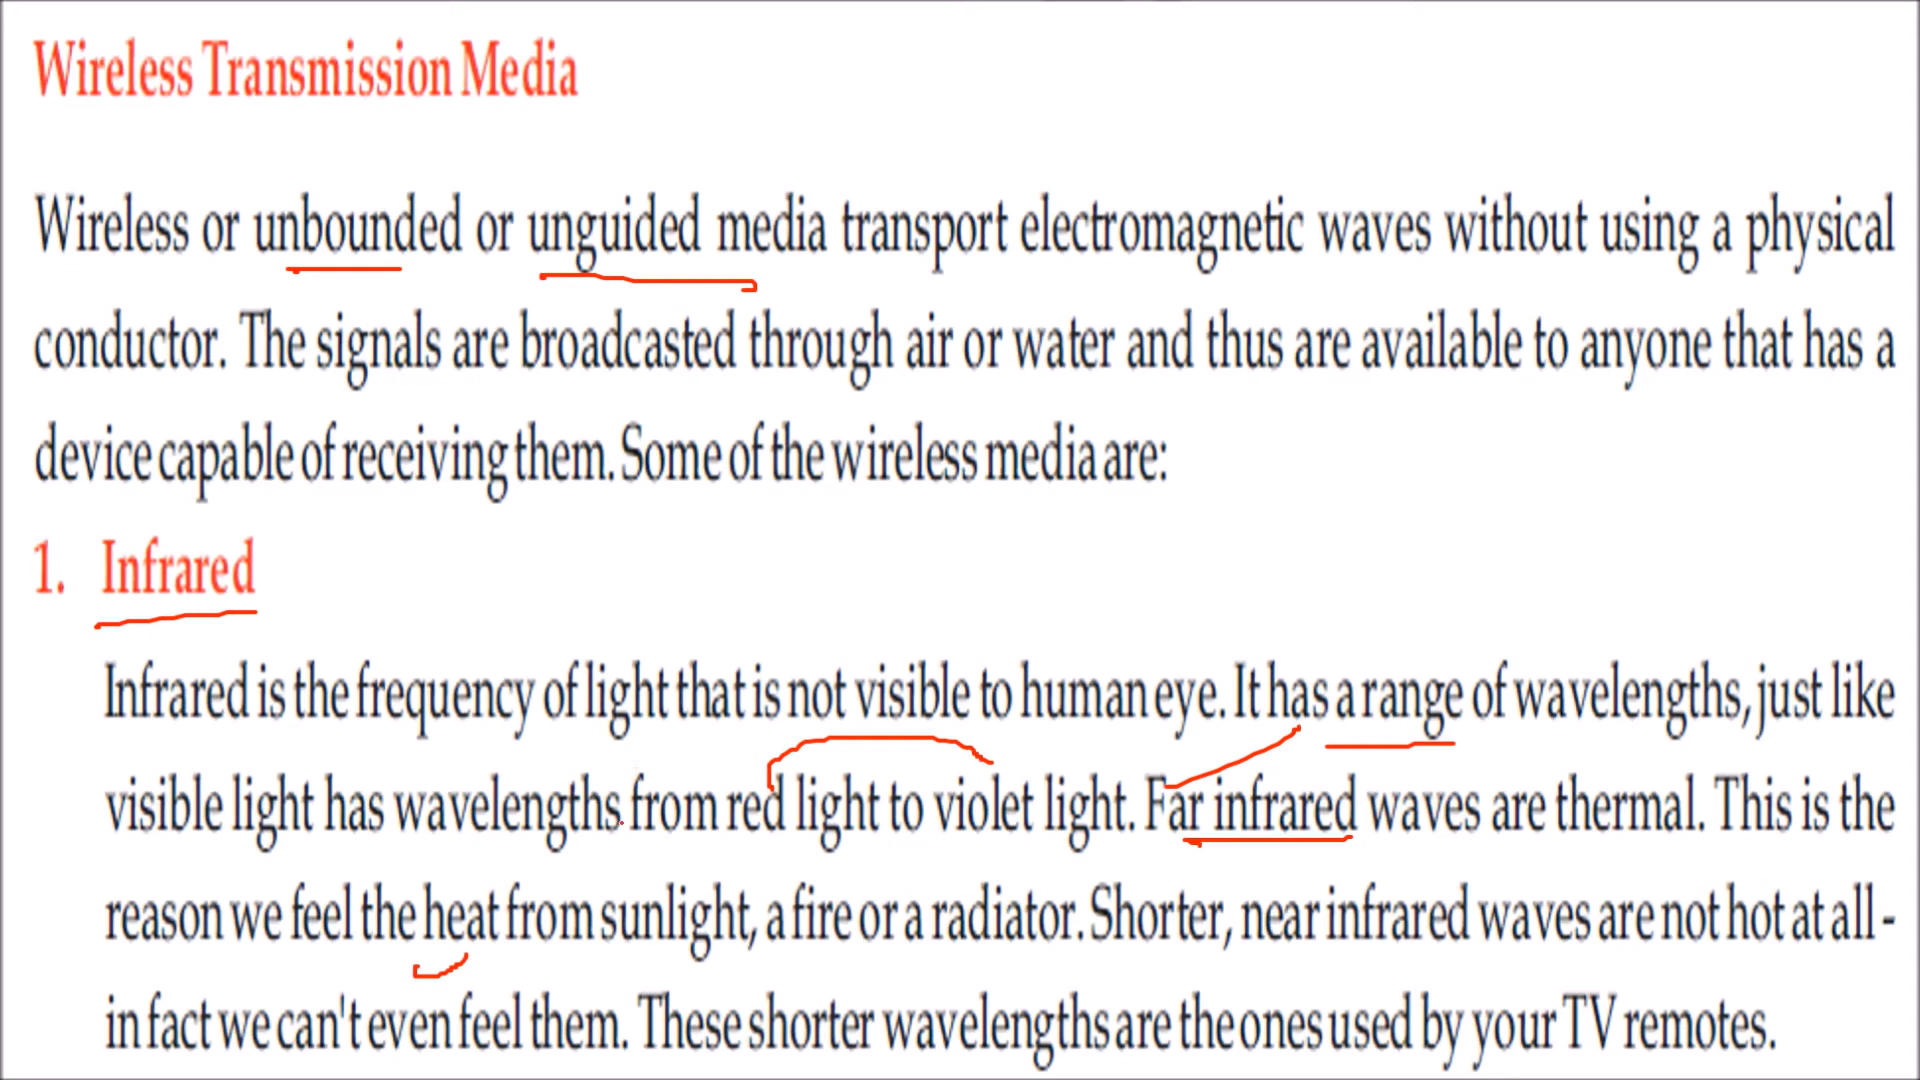 Wireless Transmission Media
Wireless or unbounded or unguided media transport electromagnetic waves without using a physical
conductor. The signals are broadcasted through air or water and thus are available to anyone that has a
device capable of receiving them. Some of the wireless media are:
1. Infrared
Infrared is the frequency of light that is not visible to human eye. It has a range of wavelengths, just like
visible light has wavelengths from red light to violet light. Far infrared waves are thermal. This is the
reason we feel the heat from sunlight, a fire or a radiator. Shorter, near infrared waves are not hot at all -
in fact we can't even feel them. These shorter wavelengths are the ones used by your TV remotes.